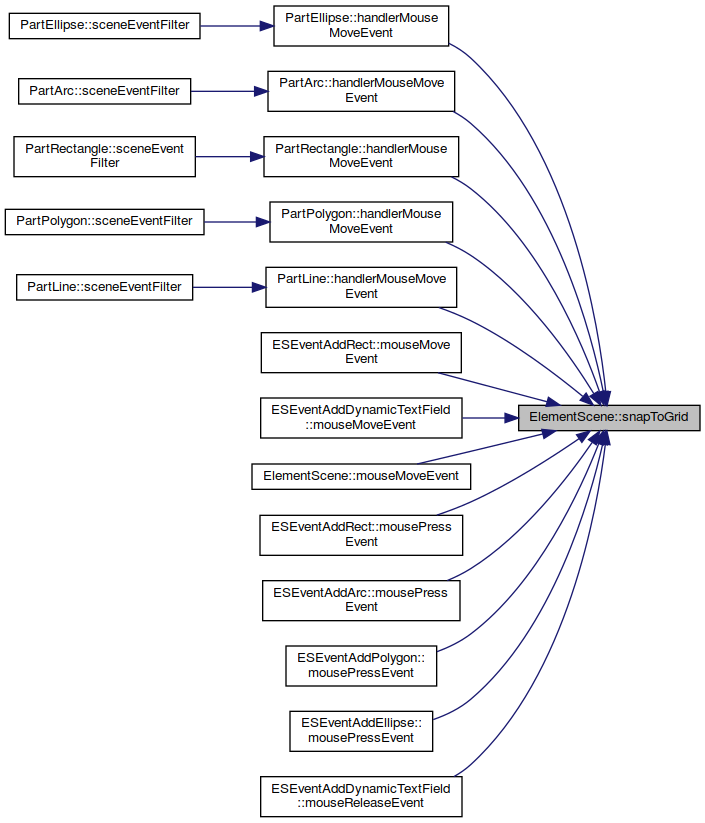 PartEllipse::sceneEventFilter
PartEllipse::handlerMouse
MoveEvent
PartArc::sceneEventFilter
PartArc::handlerMouseMove
Event
PartRectangle::sceneEvent
Filter
PartRectangle::handlerMouse
MoveEvent
PartPolygon::sceneEventFilter
PartPolygon::handlerMouse
MoveEvent
PartLine::sceneEventFilter
PartLine::handlerMouseMove
Event
ESEventAddRect::mouseMove
Event
ESEventAddDynamicTextField
::mouseMoveEvent
ElementScene::snapToGrid
ElementScene::mouseMoveEvent
ESEventAddRect::mousePress
Event
ESEventAddArc::mousePress
Event
ESEventAddPolygon::
mousePressEvent
ESEventAddEllipse::
mousePressEvent
ESEventAddDynamicTextField
::mouseReleaseEvent